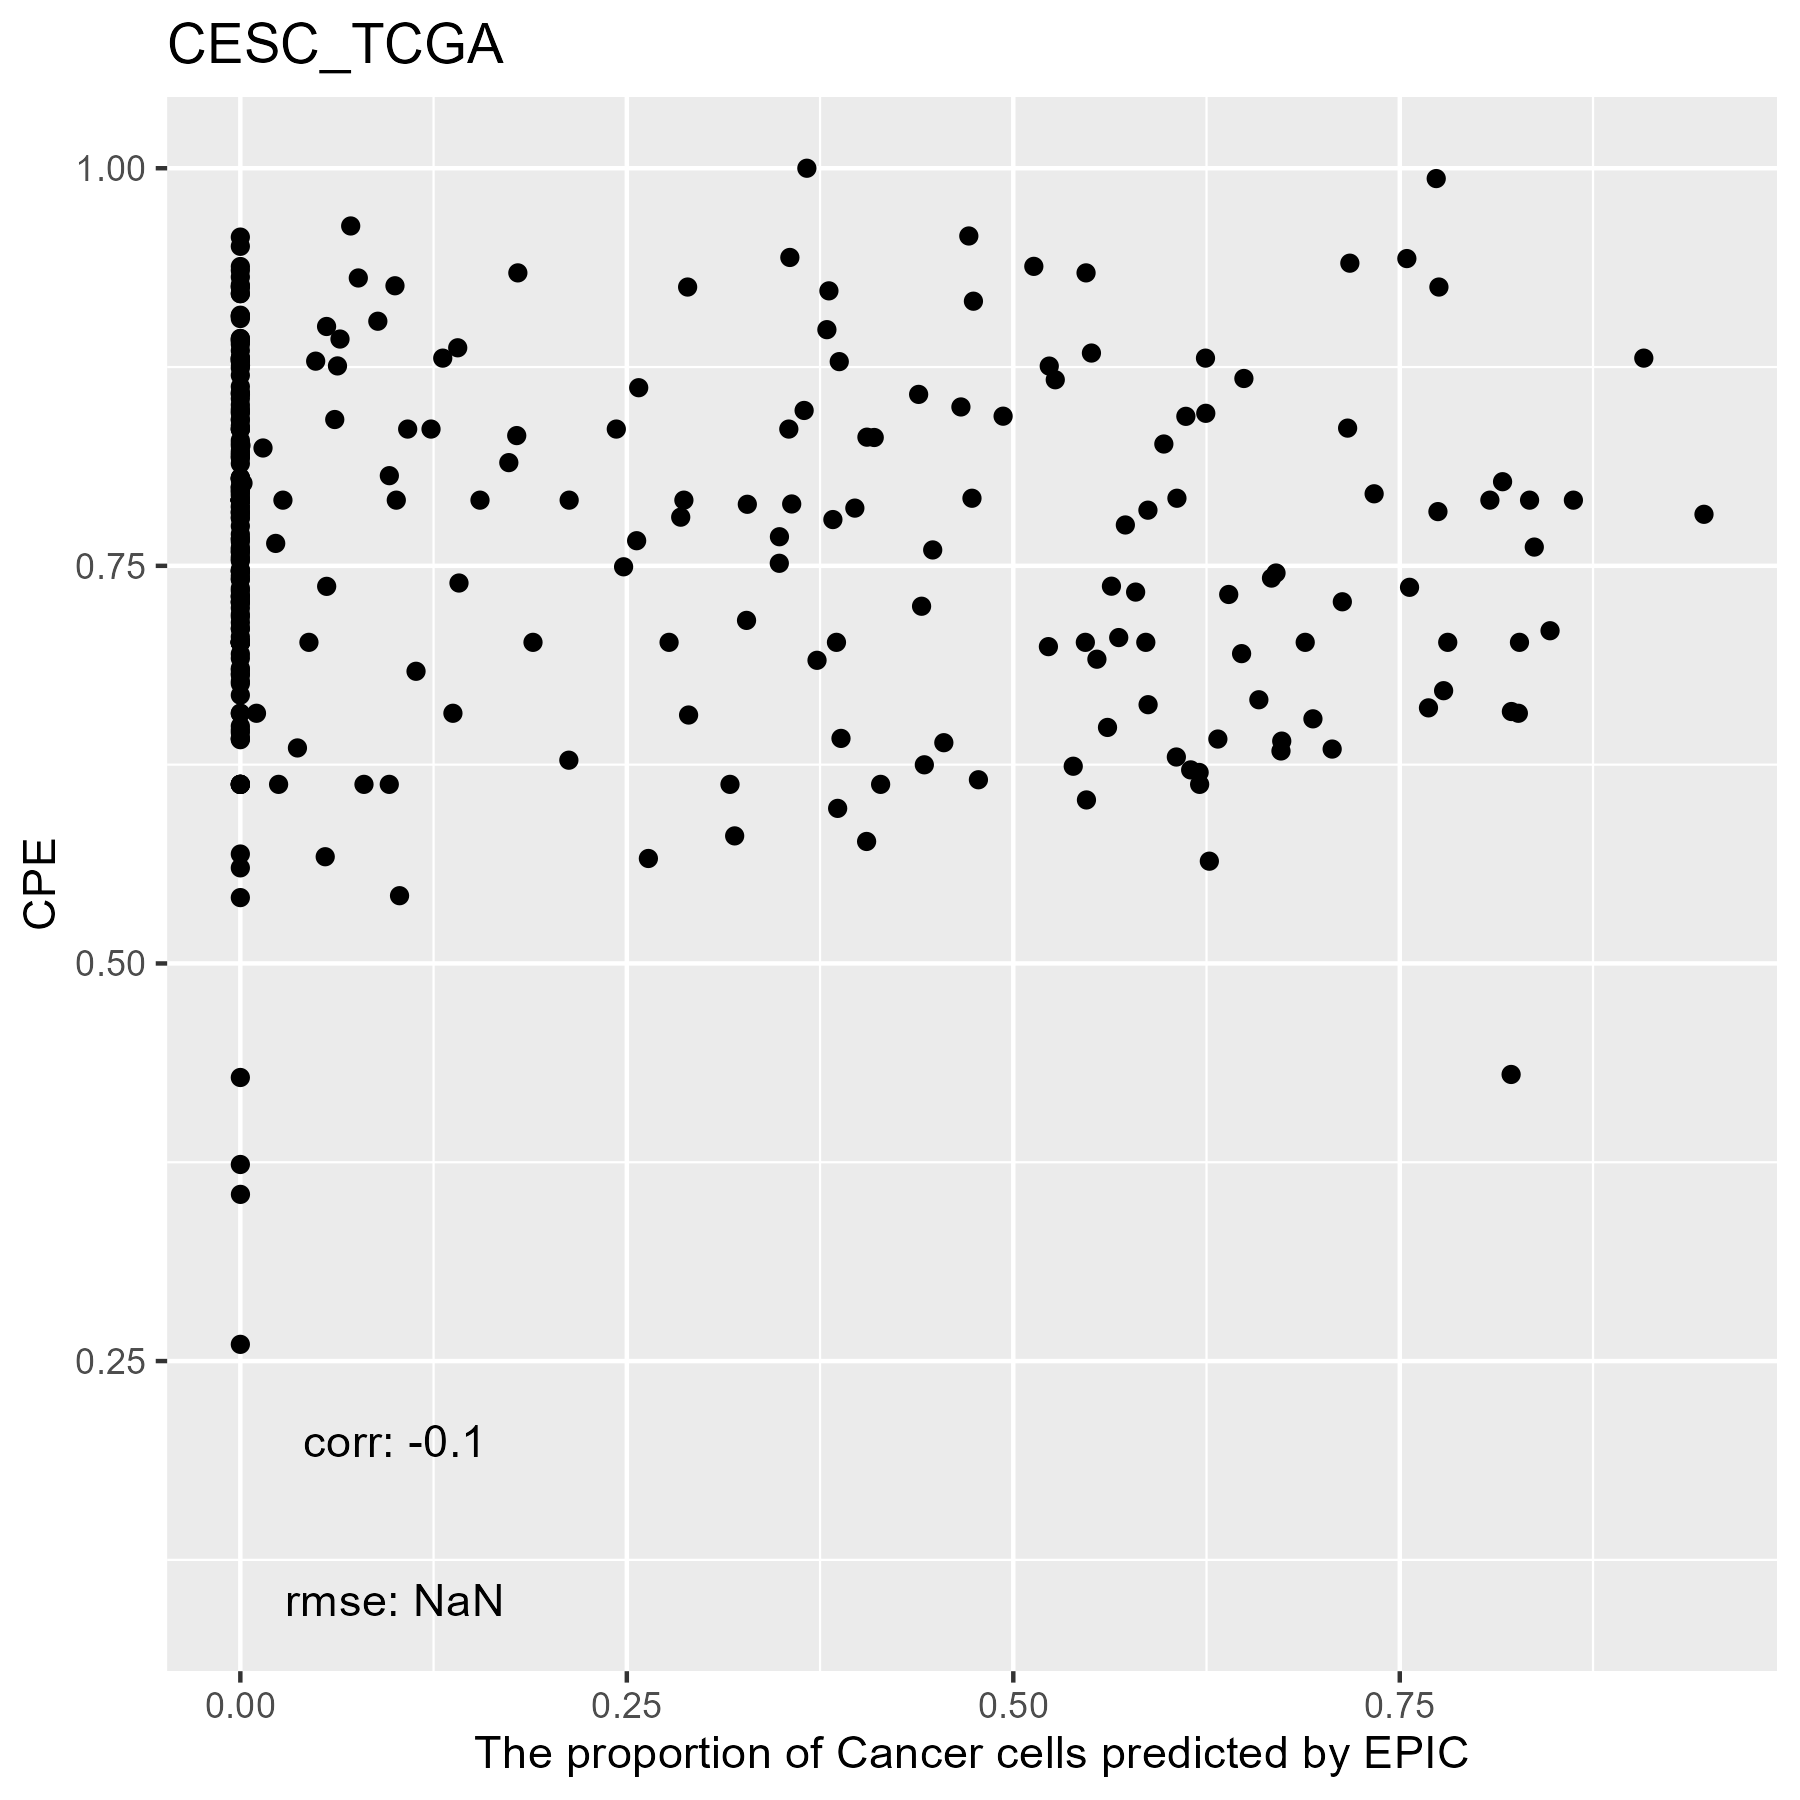 CESC_TCGA
1.00
0.75
0.50
0.25
CPE
corr: -0.1
rmse: NaN
0.00
0.25
0.50
0.75
The proportion of Cancer cells predicted by EPIC